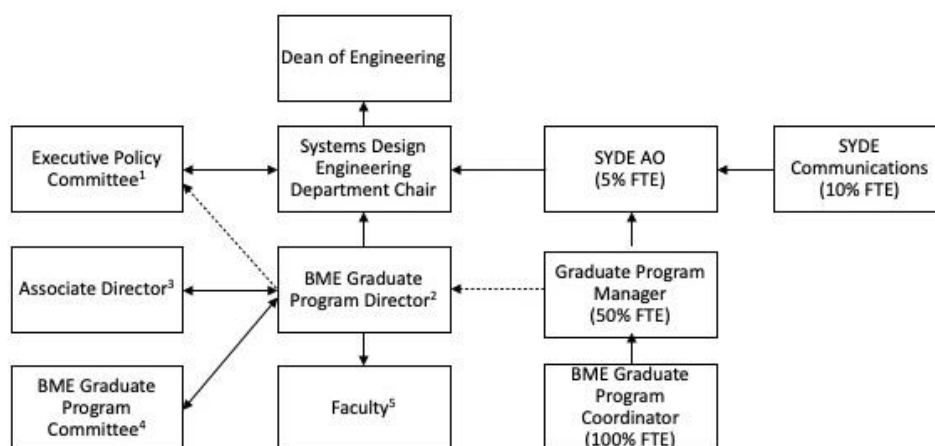 Dean of Engineering
Executive Policy
Committee¹
Systems Design
Engineering
Department Chair
SYDE AO
(5% FTE)
SYDE
Communications
(10% FTE)
Associate Director³
BME Graduate
Program Director²
Graduate Program
Manager
(50% FTE)
BME Graduate
Program
Committee⁴
Faculty⁵
BME Graduate
Program
Coordinator
(100% FTE)